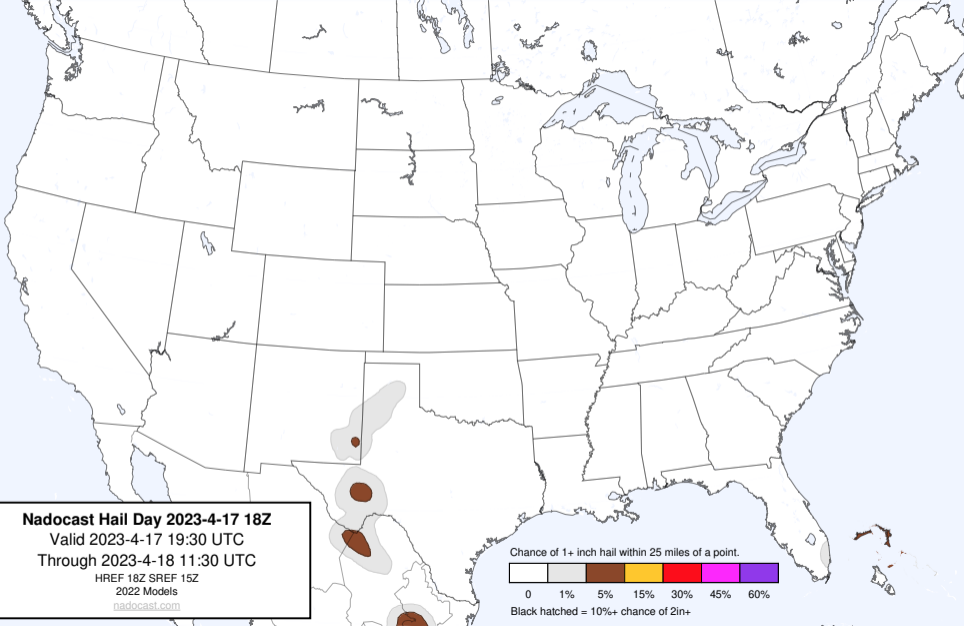 Nadocast Hail Day 2023-4-17 18Z
Valid 2023-4-17 19:30 UTC
Through 2023-4-18 11:30 UTC
HREF 18Z SREF 15Z
2022 Models
nadocast.com
Chance of 1+ inch hail within 25 miles of a point.
0 1% 5% 15% 30% 45% 60%
Black hatched = 10%+ chance of 2in+